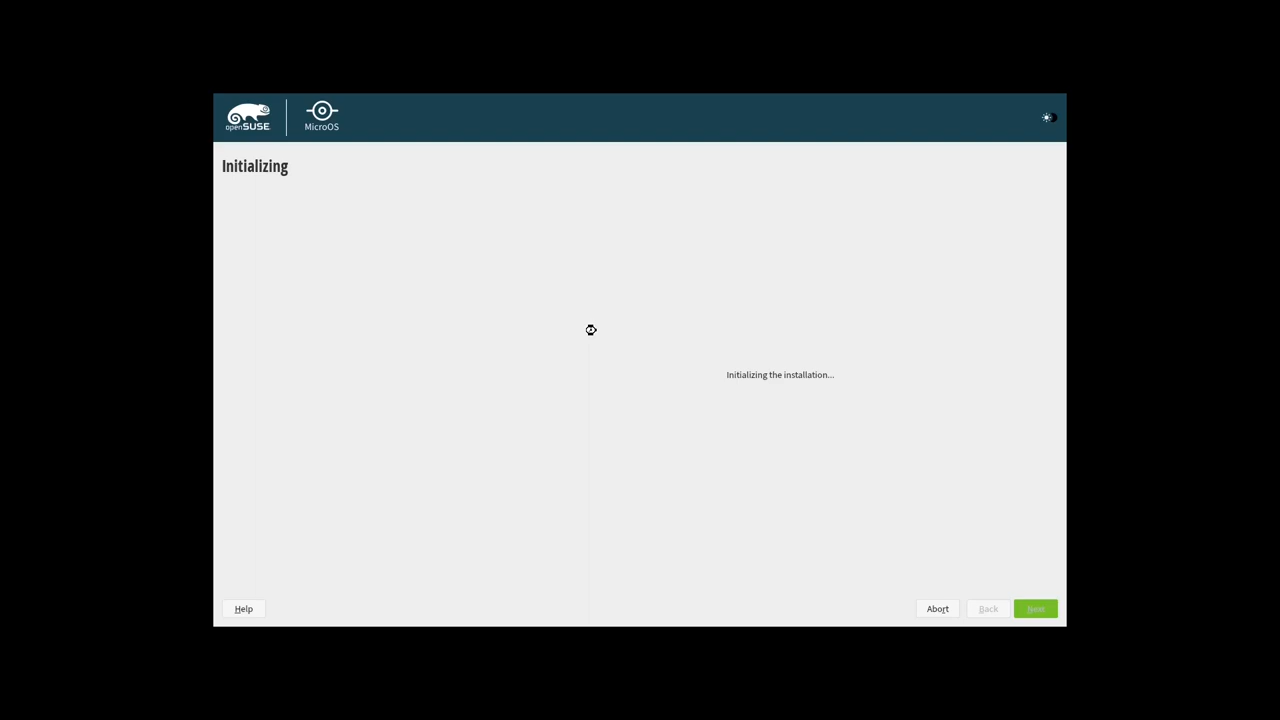 openSUSE
MicroOS
Initializing
Initializing the installation...
Help
Abort
Back
Next